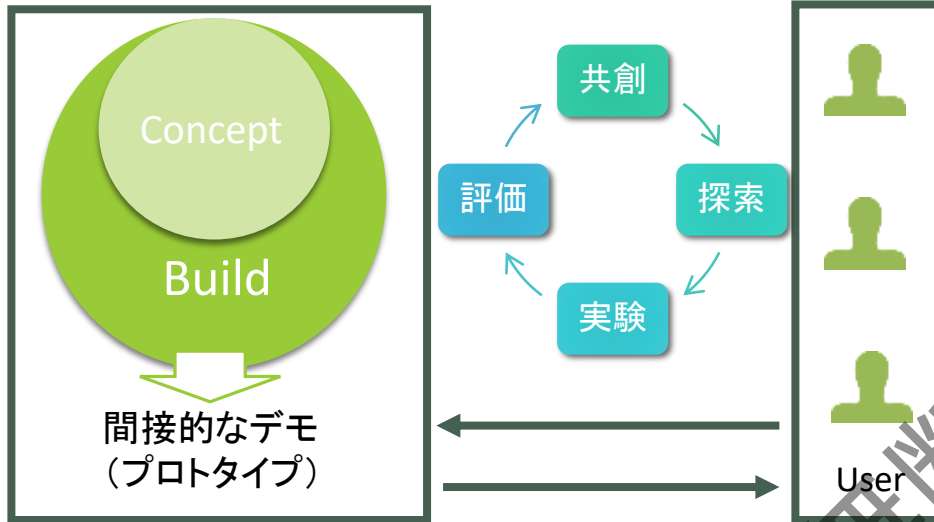 Concept
Build
間接的なデモ
（プロトタイプ）
共創
評価
探索
実験
User